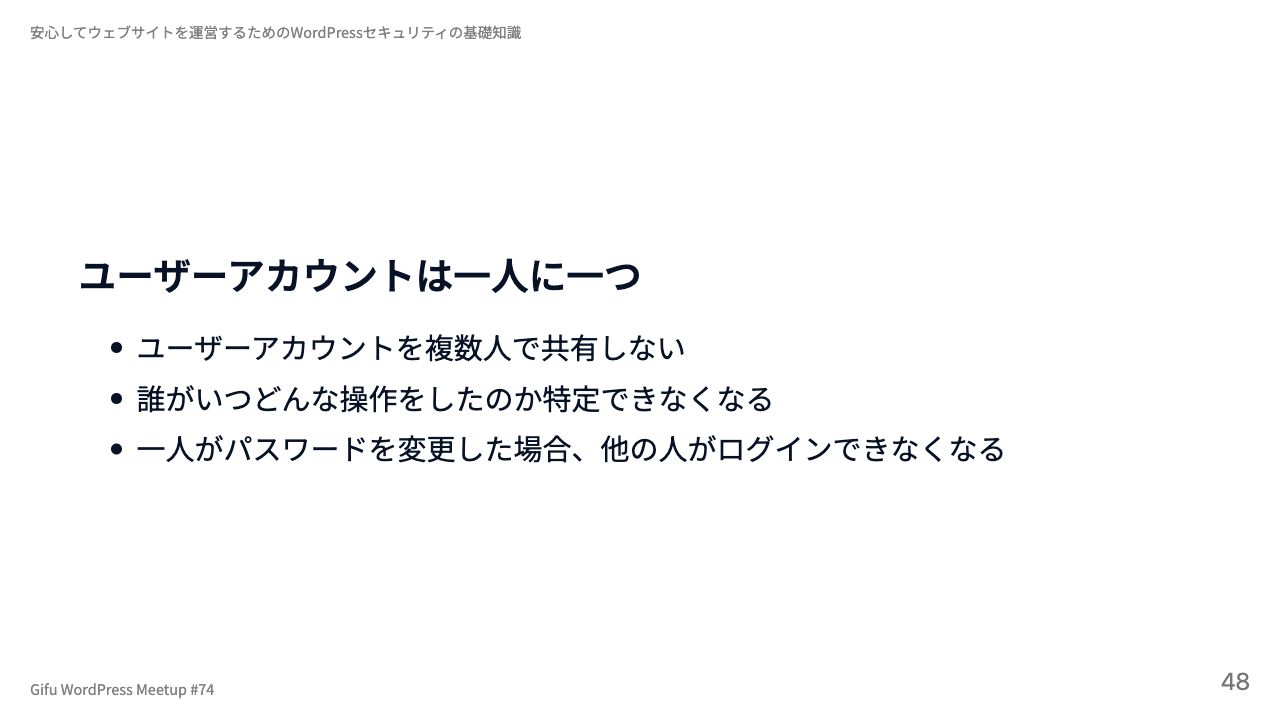 安心してウェブサイトを運営するためのWordPressセキュリティの基礎知識
ユーザーアカウントは一人に一つ
ユーザーアカウントを複数人で共有しない
誰がいつどんな操作をしたのか特定できなくなる
一人がパスワードを変更した場合、他の人がログインできなくなる
Gifu WordPress Meetup #74
48